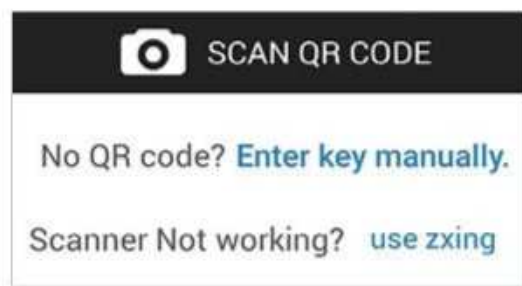 SCAN QR CODE
No QR code? Enter key manually.
Scanner Not working? use zxing